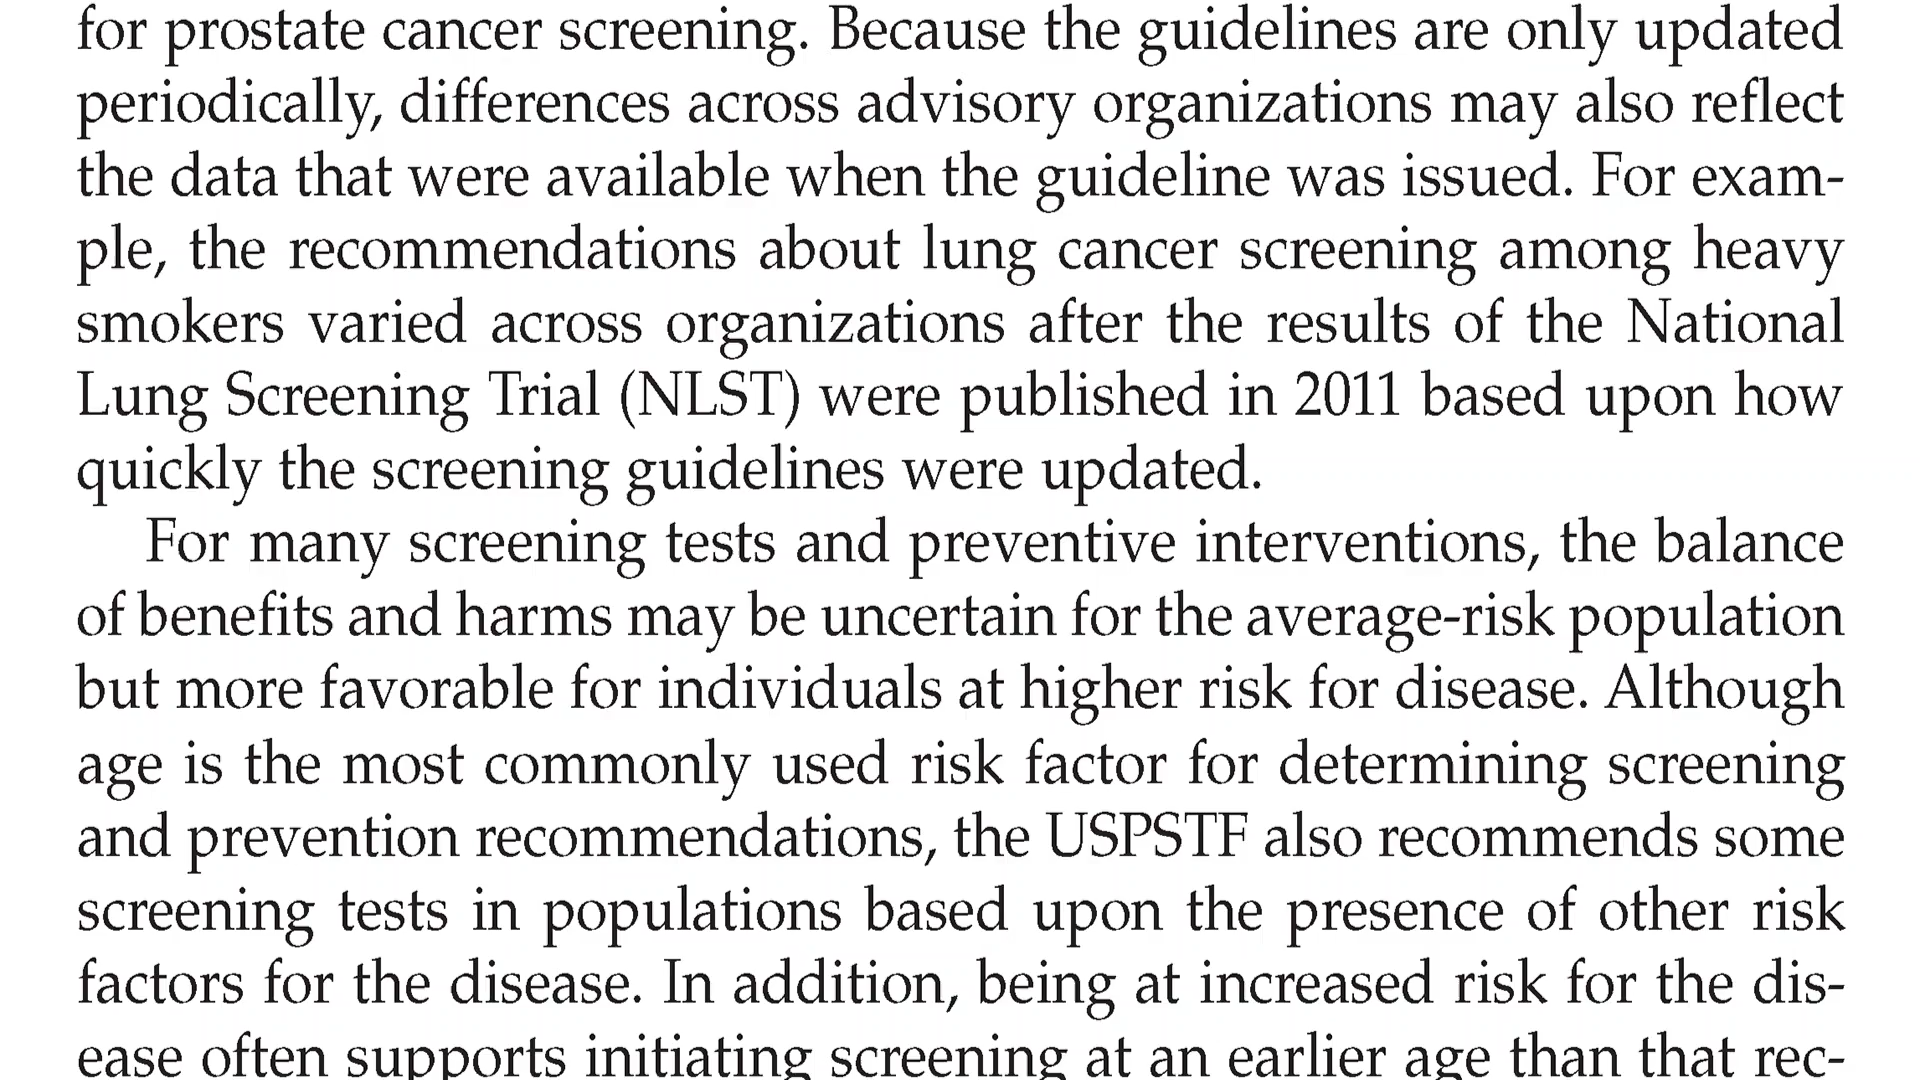 for prostate cancer screening. Because the guidelines are only updated
periodically, differences across advisory organizations may also reflect
the data that were available when the guideline was issued. For exam-
ple, the recommendations about lung cancer screening among heavy
smokers varied across organizations after the results of the National
Lung Screening Trial (NLST) were published in 2011 based upon how
quickly the screening guidelines were updated.
For many screening tests and preventive interventions, the balance
of benefits and harms may be uncertain for the average-risk population
but more favorable for individuals at higher risk for disease. Although
age is the most commonly used risk factor for determining screening
and prevention recommendations, the USPSTF also recommends some
screening tests in populations based upon the presence of other risk
factors for the disease. In addition, being at increased risk for the dis-
ease often supports initiating screening at an earlier age than that rec-